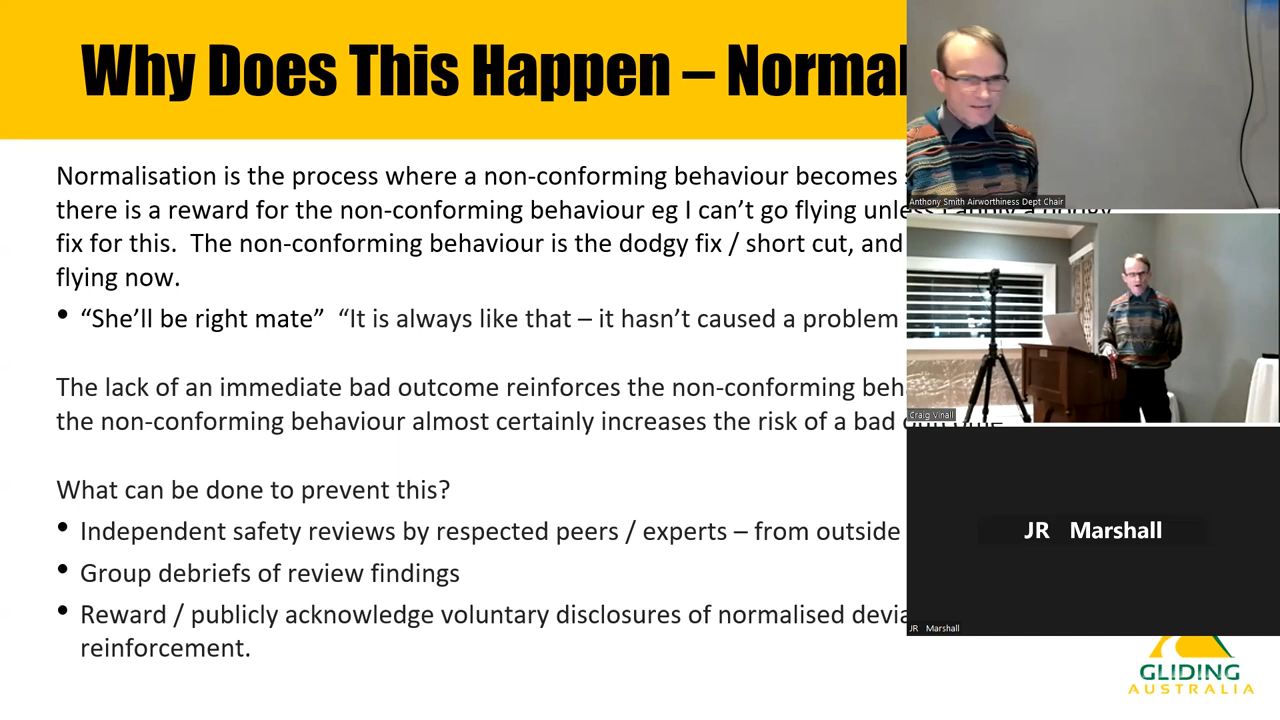 Why Does This Happen – Normal
Normalisation is the process where a non-conforming behaviour becomes
there is a reward for the non-conforming behaviour eg I can’t go flying unless I apply a dodgy
fix for this.  The non-conforming behaviour is the dodgy fix / short cut, and
flying now.
• “She’ll be right mate”  “It is always like that – it hasn’t caused a problem
The lack of an immediate bad outcome reinforces the non-conforming beh
the non-conforming behaviour almost certainly increases the risk of a bad outcome
What can be done to prevent this?
• Independent safety reviews by respected peers / experts – from outside
• Group debriefs of review findings
• Reward / publicly acknowledge voluntary disclosures of normalised devia
reinforcement.
Anthony Smith Airworthiness Dept Chair
Craig Vinall
JR Marshall
JR Marshall
GLIDING
AUSTRALIA